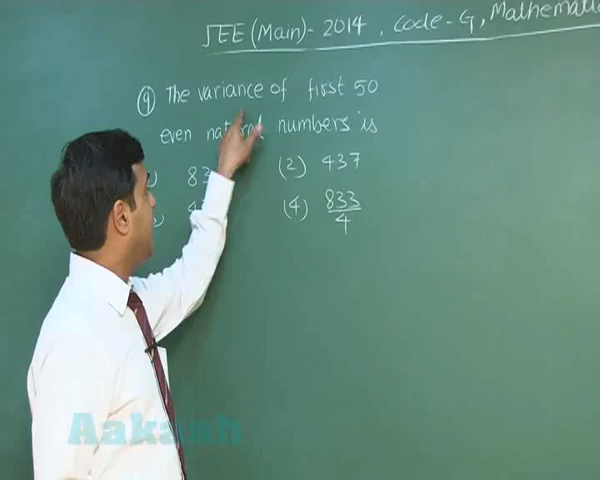 JEE (Main) - 2014, Code - G, Mathematic
(9) The variance of first 50
even natural numbers is
(2) 437
(4) 833/4
Aakash